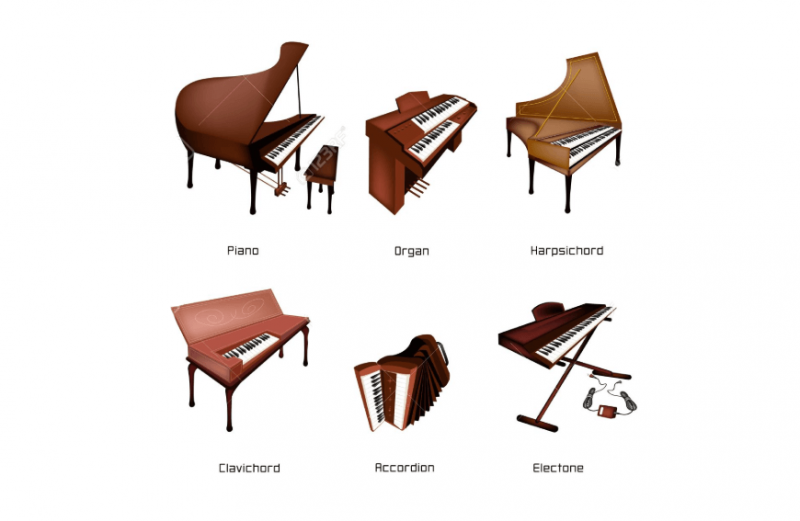 Piano
Organ
Harpsichord
Clavichord
Accordion
Electone